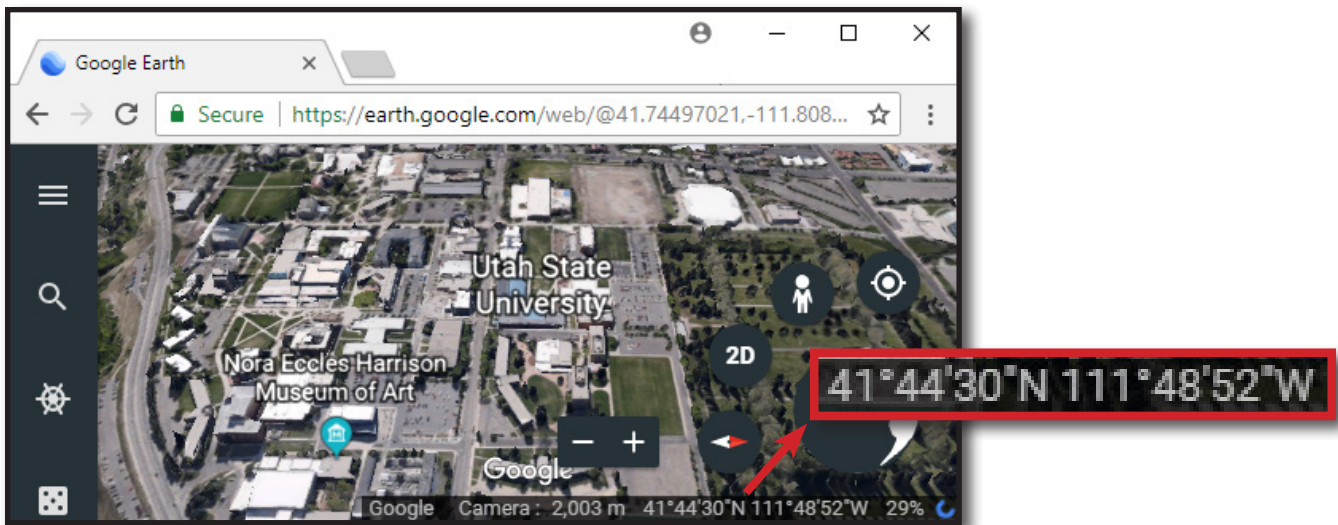 Google Earth
Secure | https://earth.google.com/web/@41.74497021,-111.808...
Utah State
University
Nora Eccles Harrison
Museum of Art
2D
41°44'30"N 111°48'52"W
− +
Google
Google Camera : 2,003 m 41°44'30"N 111°48'52"W 29%